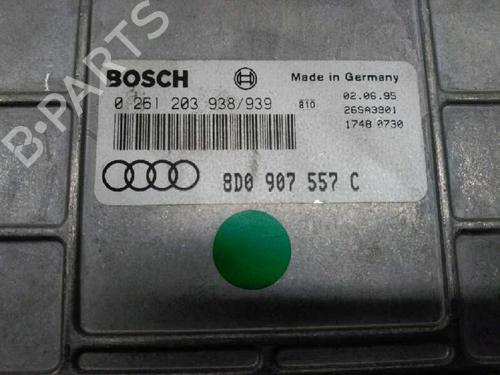 B-PARTS
BOSCH
Made in Germany
0 261 203 938/939
810
02.06.95
26SA3901
1748 0730
8D0 907 557 C